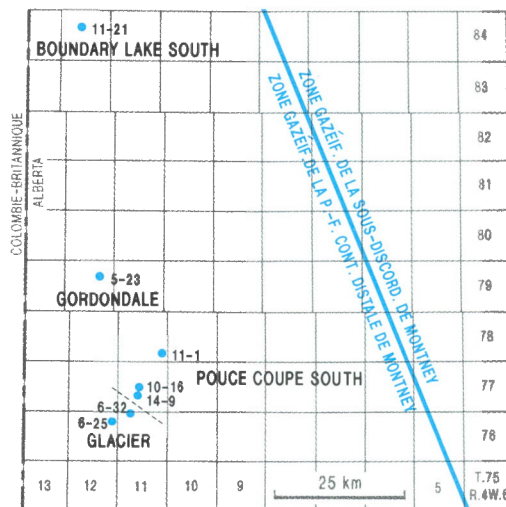 11-21
BOUNDARY LAKE SOUTH
84
83
82
81
80
79
78
77
76
COLOMBIE-BRITANNIQUE
ALBERTA
ZONE GAZÉIF. DE LA SOUS-DISCORD. DE MONTNEY
ZONE GAZÉIF. DE LA P.-F. CONT. DISTALE DE MONTNEY
5-23
GORDONDALE
11-1
POUCE COUPE SOUTH
10-16
14-9
6-32
6-25
GLACIER
13
12
11
10
9
25 km
5
T.75
R.4W.6